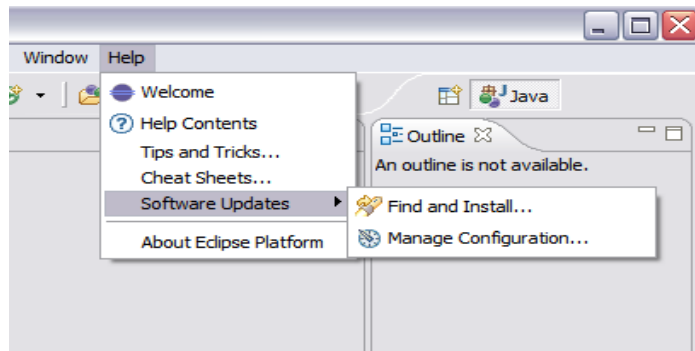 Window Help
Welcome
Java
Help Contents
Outline
Tips and Tricks...
An outline is not available.
Cheat Sheets...
Software Updates
Find and Install...
Manage Configuration...
About Eclipse Platform